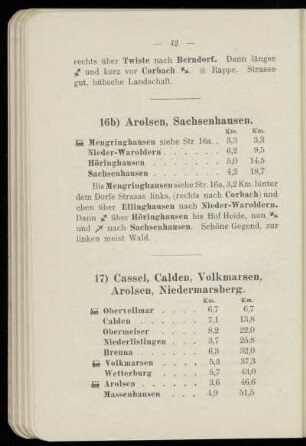 — 42 —
rechts über Twiste nach Berndorf. Dann länger
und kurz vor Corbach Rappe. Strasse
gut, hübsche Landschaft.
16b) Arolsen, Sachsenhausen.
Km. Km.
Mengringhausen siehe Str 16a. . 3,3 3,3
Nieder-Waroldern . . . . . 6,2 9,5
Höringhausen . . . . . 5,0 14,5
Sachsenhausen . . . . . 4,2 18,7
Bis Mengringhausen siehe Str. 16a, 3,2 Km. hinter
dem Dorfe Strasse links, (rechts nach Corbach) und
eben über Ellinghausen nach Nieder-Waroldern.
Dann über Höringhausen bis Hof Heide, nun
und nach Sachsenhausen. Schöne Gegend, zur
linken meist Wald.
17) Cassel, Calden, Volkmarsen,
Arolsen, Niedermarsberg.
Km. Km.
Obervellmar . . . . 6,7 6,7
Calden . . . . . 7,1 13,8
Obermeiser . . . . 8,2 22,0
Niederlistingen . . . . 3,7 25,8
Breuna . . . . . 6,3 32,0
Volkmarsen . . . . 5,3 37,3
Wetterburg . . . . 5,7 43,0
Arolsen . . . . . 3,6 46,6
Massenhausen . . . . 4,9 51,5